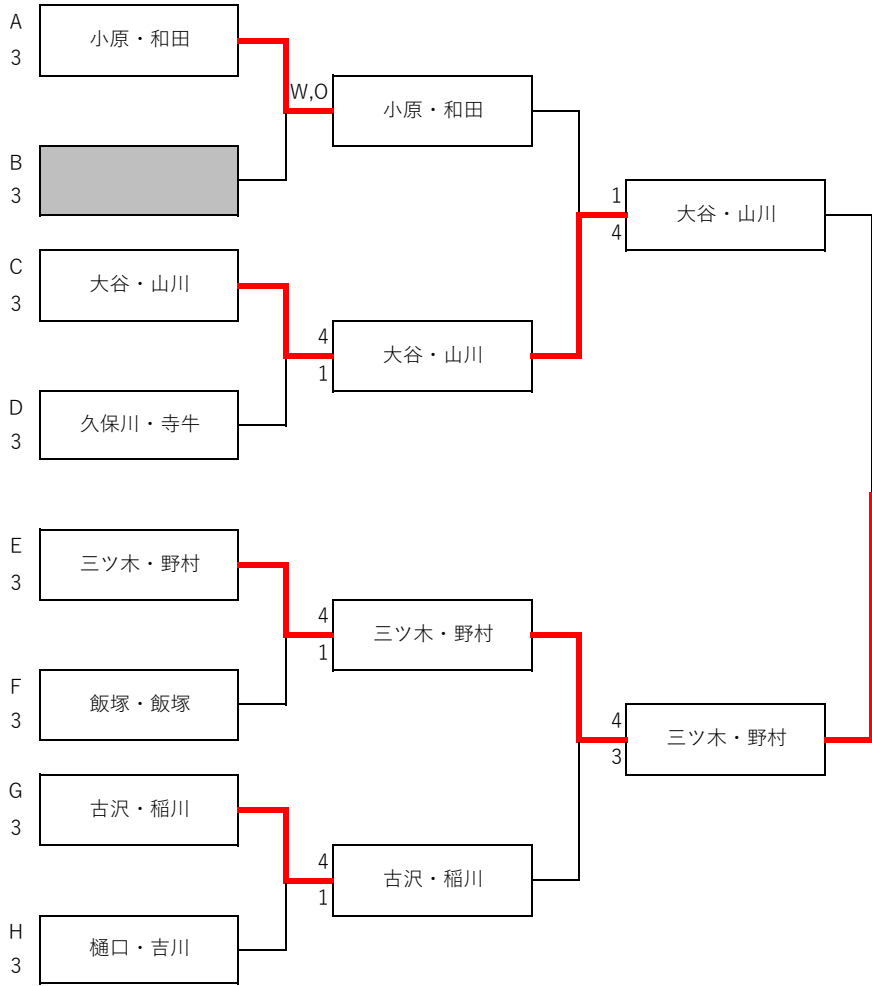 A
3
小原・和田
W,O
小原・和田
B
3
1
4
大谷・山川
C
3
大谷・山川
4
1
大谷・山川
D
3
久保川・寺牛
E
3
三ツ木・野村
4
1
三ツ木・野村
F
3
飯塚・飯塚
4
3
三ツ木・野村
G
3
古沢・稲川
4
1
古沢・稲川
H
3
樋口・吉川